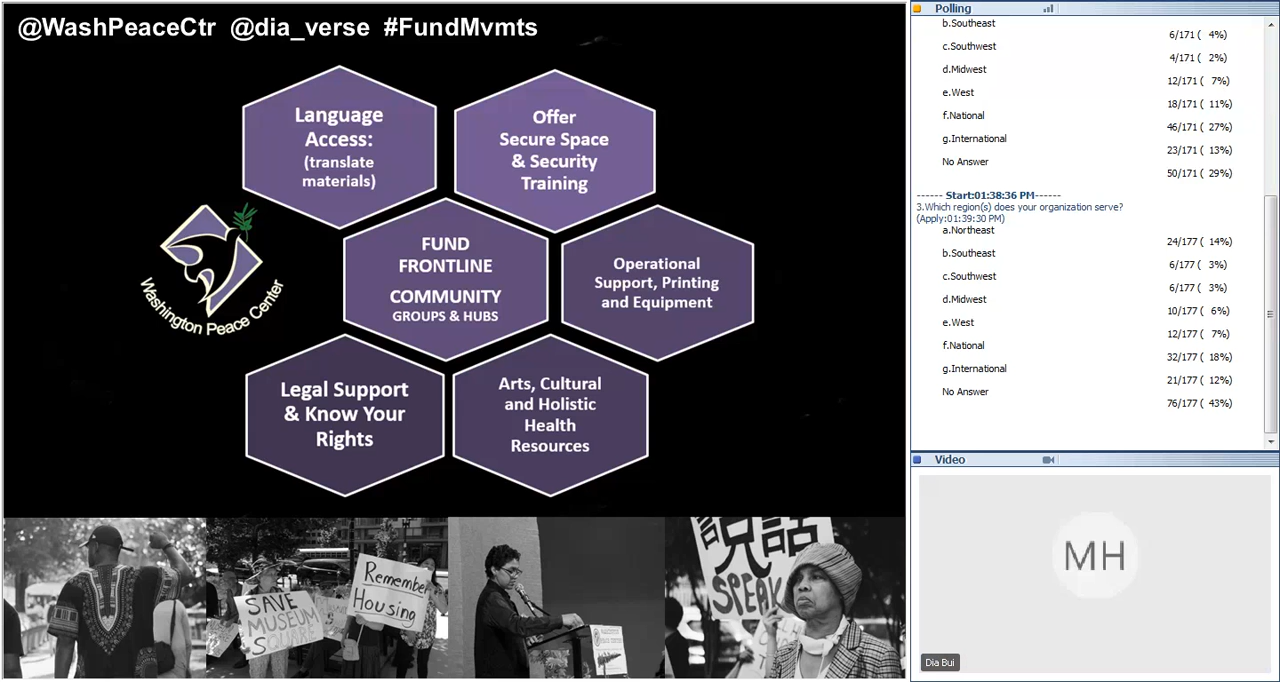 @WashPeaceCtr @dia_verse #FundMvmts
Language
Access:
(translate
materials)
Offer
Secure Space
& Security
Training
Washington Peace Center
FUND
FRONTLINE
COMMUNITY
GROUPS & HUBS
Operational
Support, Printing
and Equipment
Legal Support
& Know Your
Rights
Arts, Cultural
and Holistic
Health
Resources
SAVE
MUSEUM
SQUARE
Remember
Housing
説話
SPEAK
Polling
b.Southeast
6/171 ( 4%)
c.Southwest
4/171 ( 2%)
d.Midwest
12/171 ( 7%)
e.West
18/171 ( 11%)
f.National
46/171 ( 27%)
g.International
23/171 ( 13%)
No Answer
50/171 ( 29%)
------ Start:01:38:36 PM------
3.Which region(s) does your organization serve?
(Apply:01:39:30 PM)
a.Northeast
24/177 ( 14%)
b.Southeast
6/177 ( 3%)
c.Southwest
6/177 ( 3%)
d.Midwest
10/177 ( 6%)
e.West
12/177 ( 7%)
f.National
32/177 ( 18%)
g.International
21/177 ( 12%)
No Answer
76/177 ( 43%)
Video
MH
Dia Bui